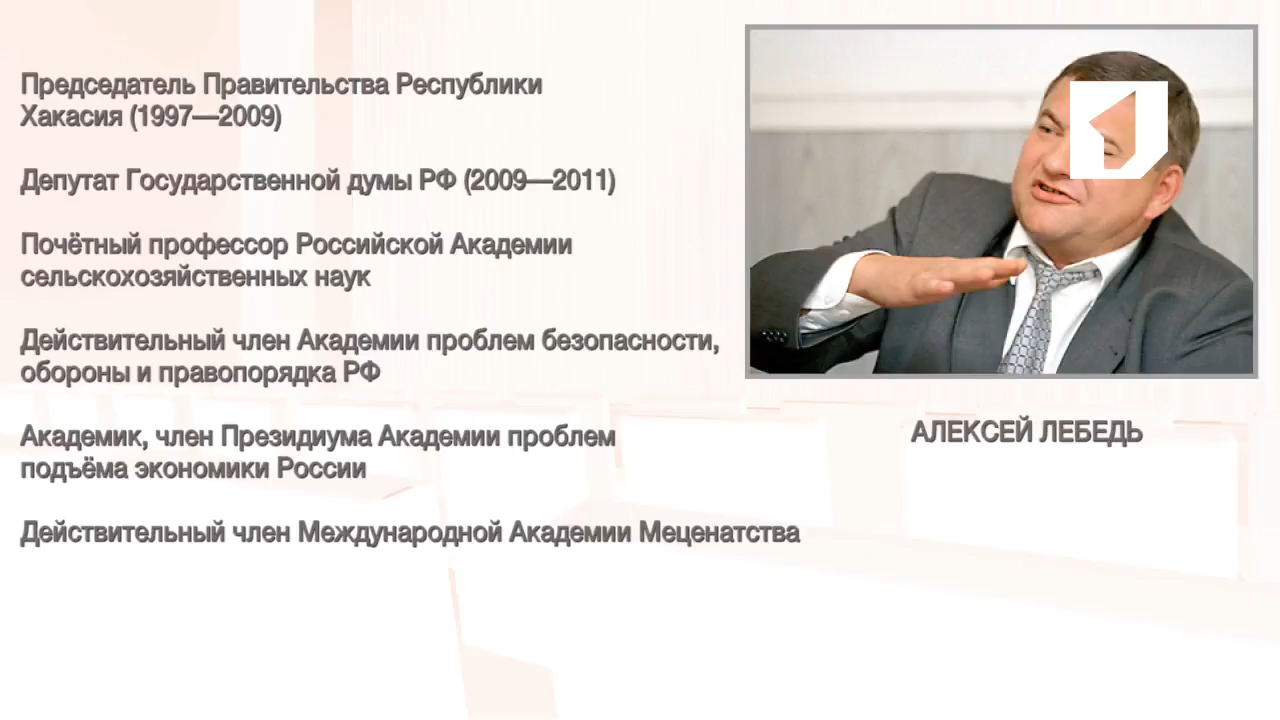 Председатель Правительства Республики
Хакасия (1997—2009)
Депутат Государственной думы РФ (2009—2011)
Почётный профессор Российской Академии
сельскохозяйственных наук
Действительный член Академии проблем безопасности,
обороны и правопорядка РФ
Академик, член Президиума Академии проблем
подъёма экономики России
Действительный член Международной Академии Меценатства
АЛЕКСЕЙ ЛЕБЕДЬ